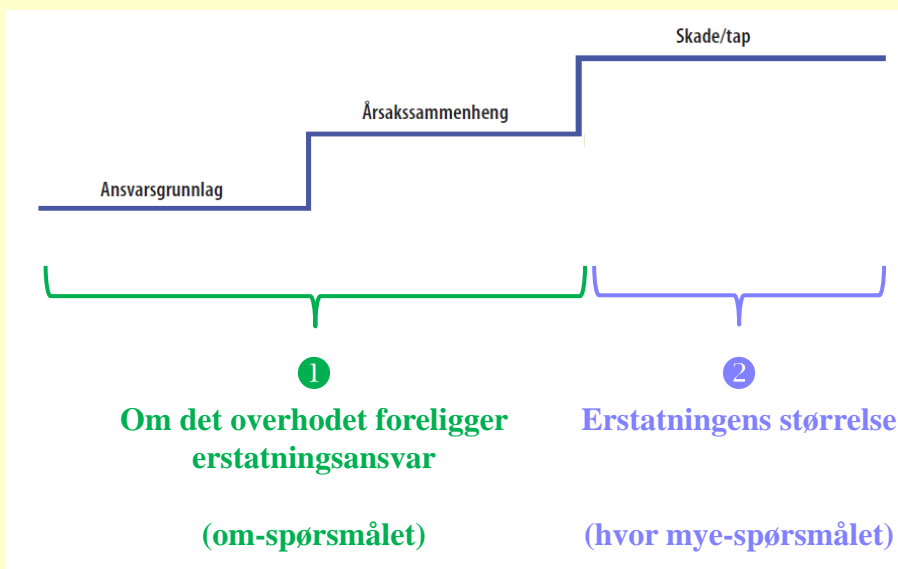 Skade/tap
Årsakssammenheng
Ansvarsgrunnlag
1
Om det overhodet foreligger
erstatningsansvar
(om-spørsmålet)
2
Erstatningens størrelse
(hvor mye-spørsmålet)